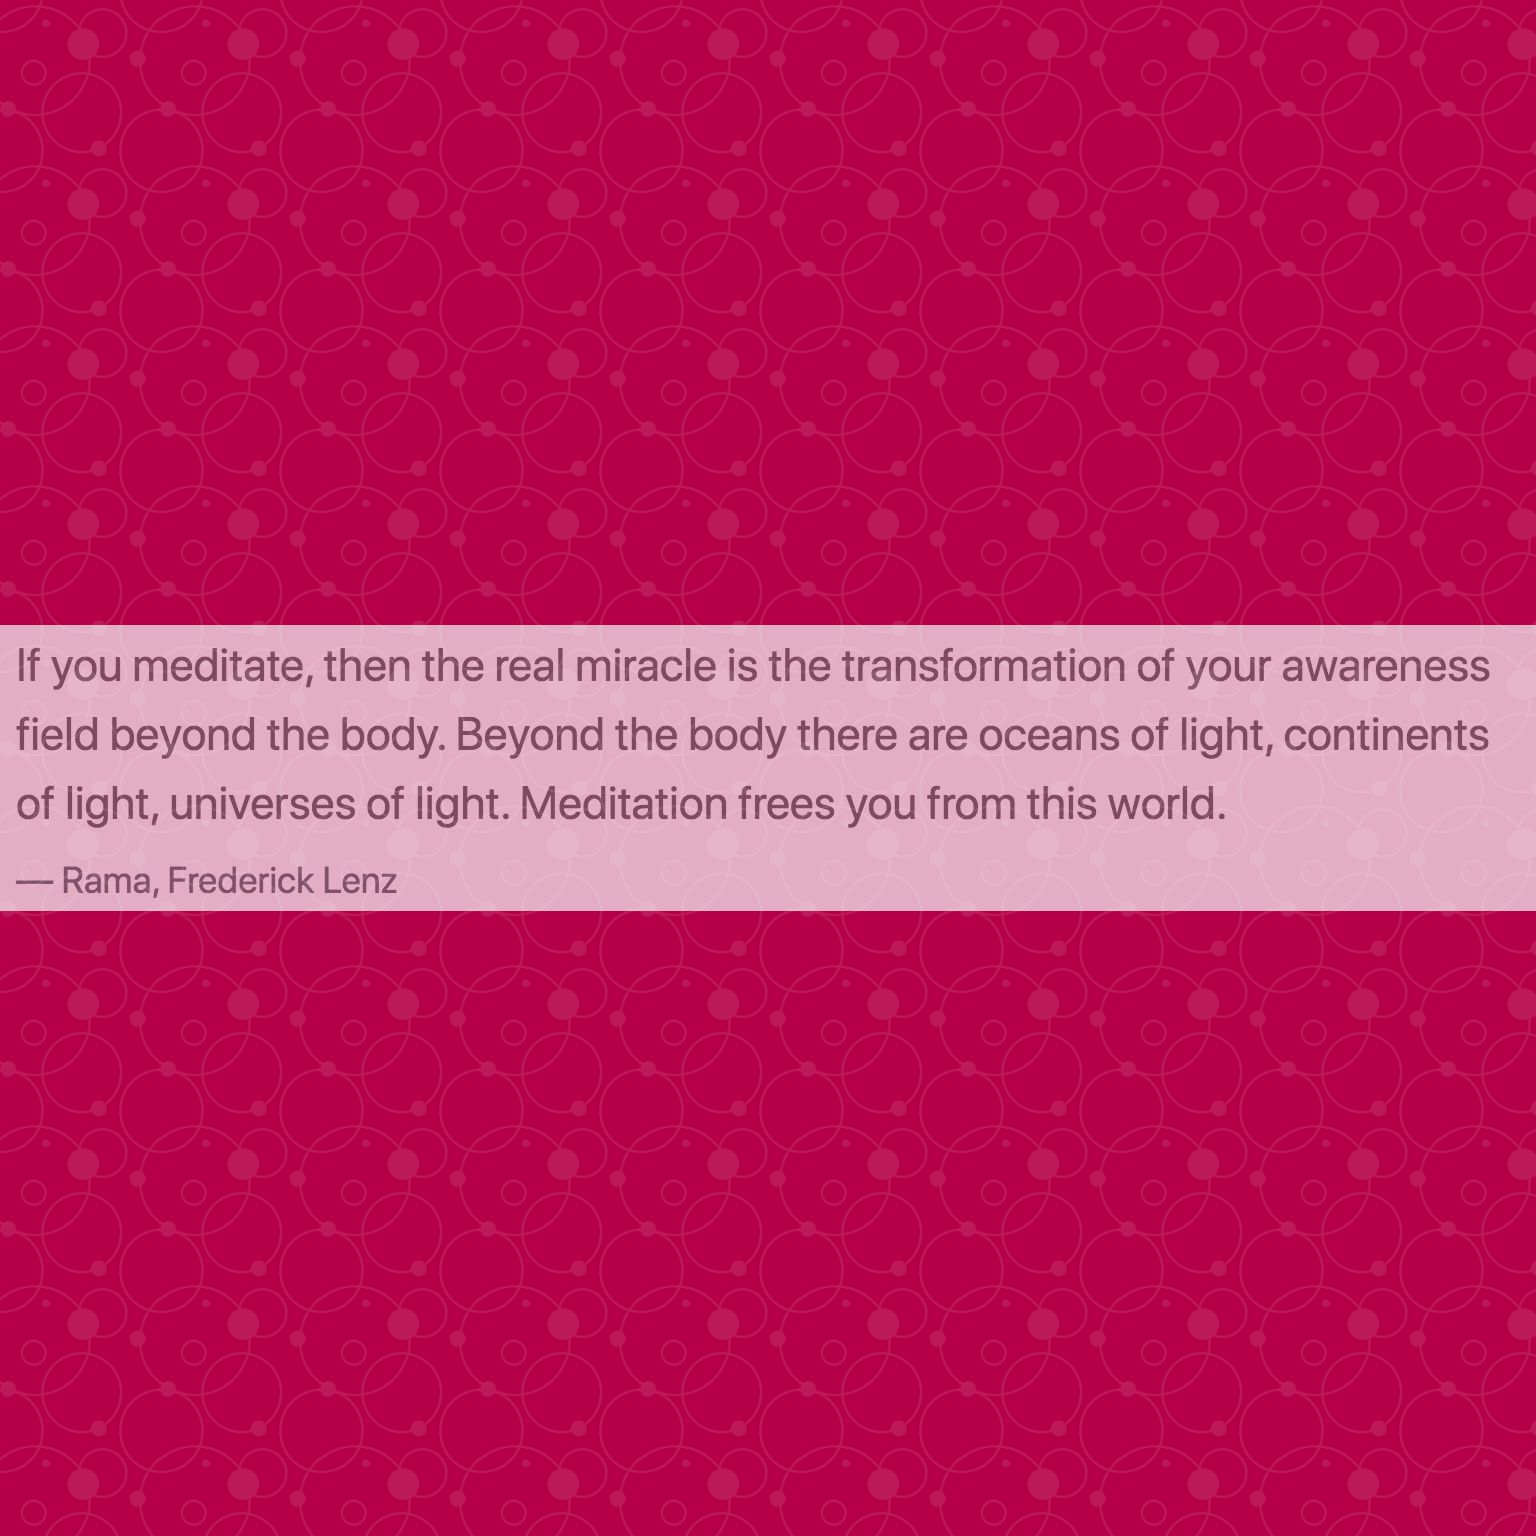 If you meditate, then the real miracle is the transformation of your awareness
field beyond the body. Beyond the body there are oceans of light, continents
of light, universes of light. Meditation frees you from this world.
— Rama, Frederick Lenz